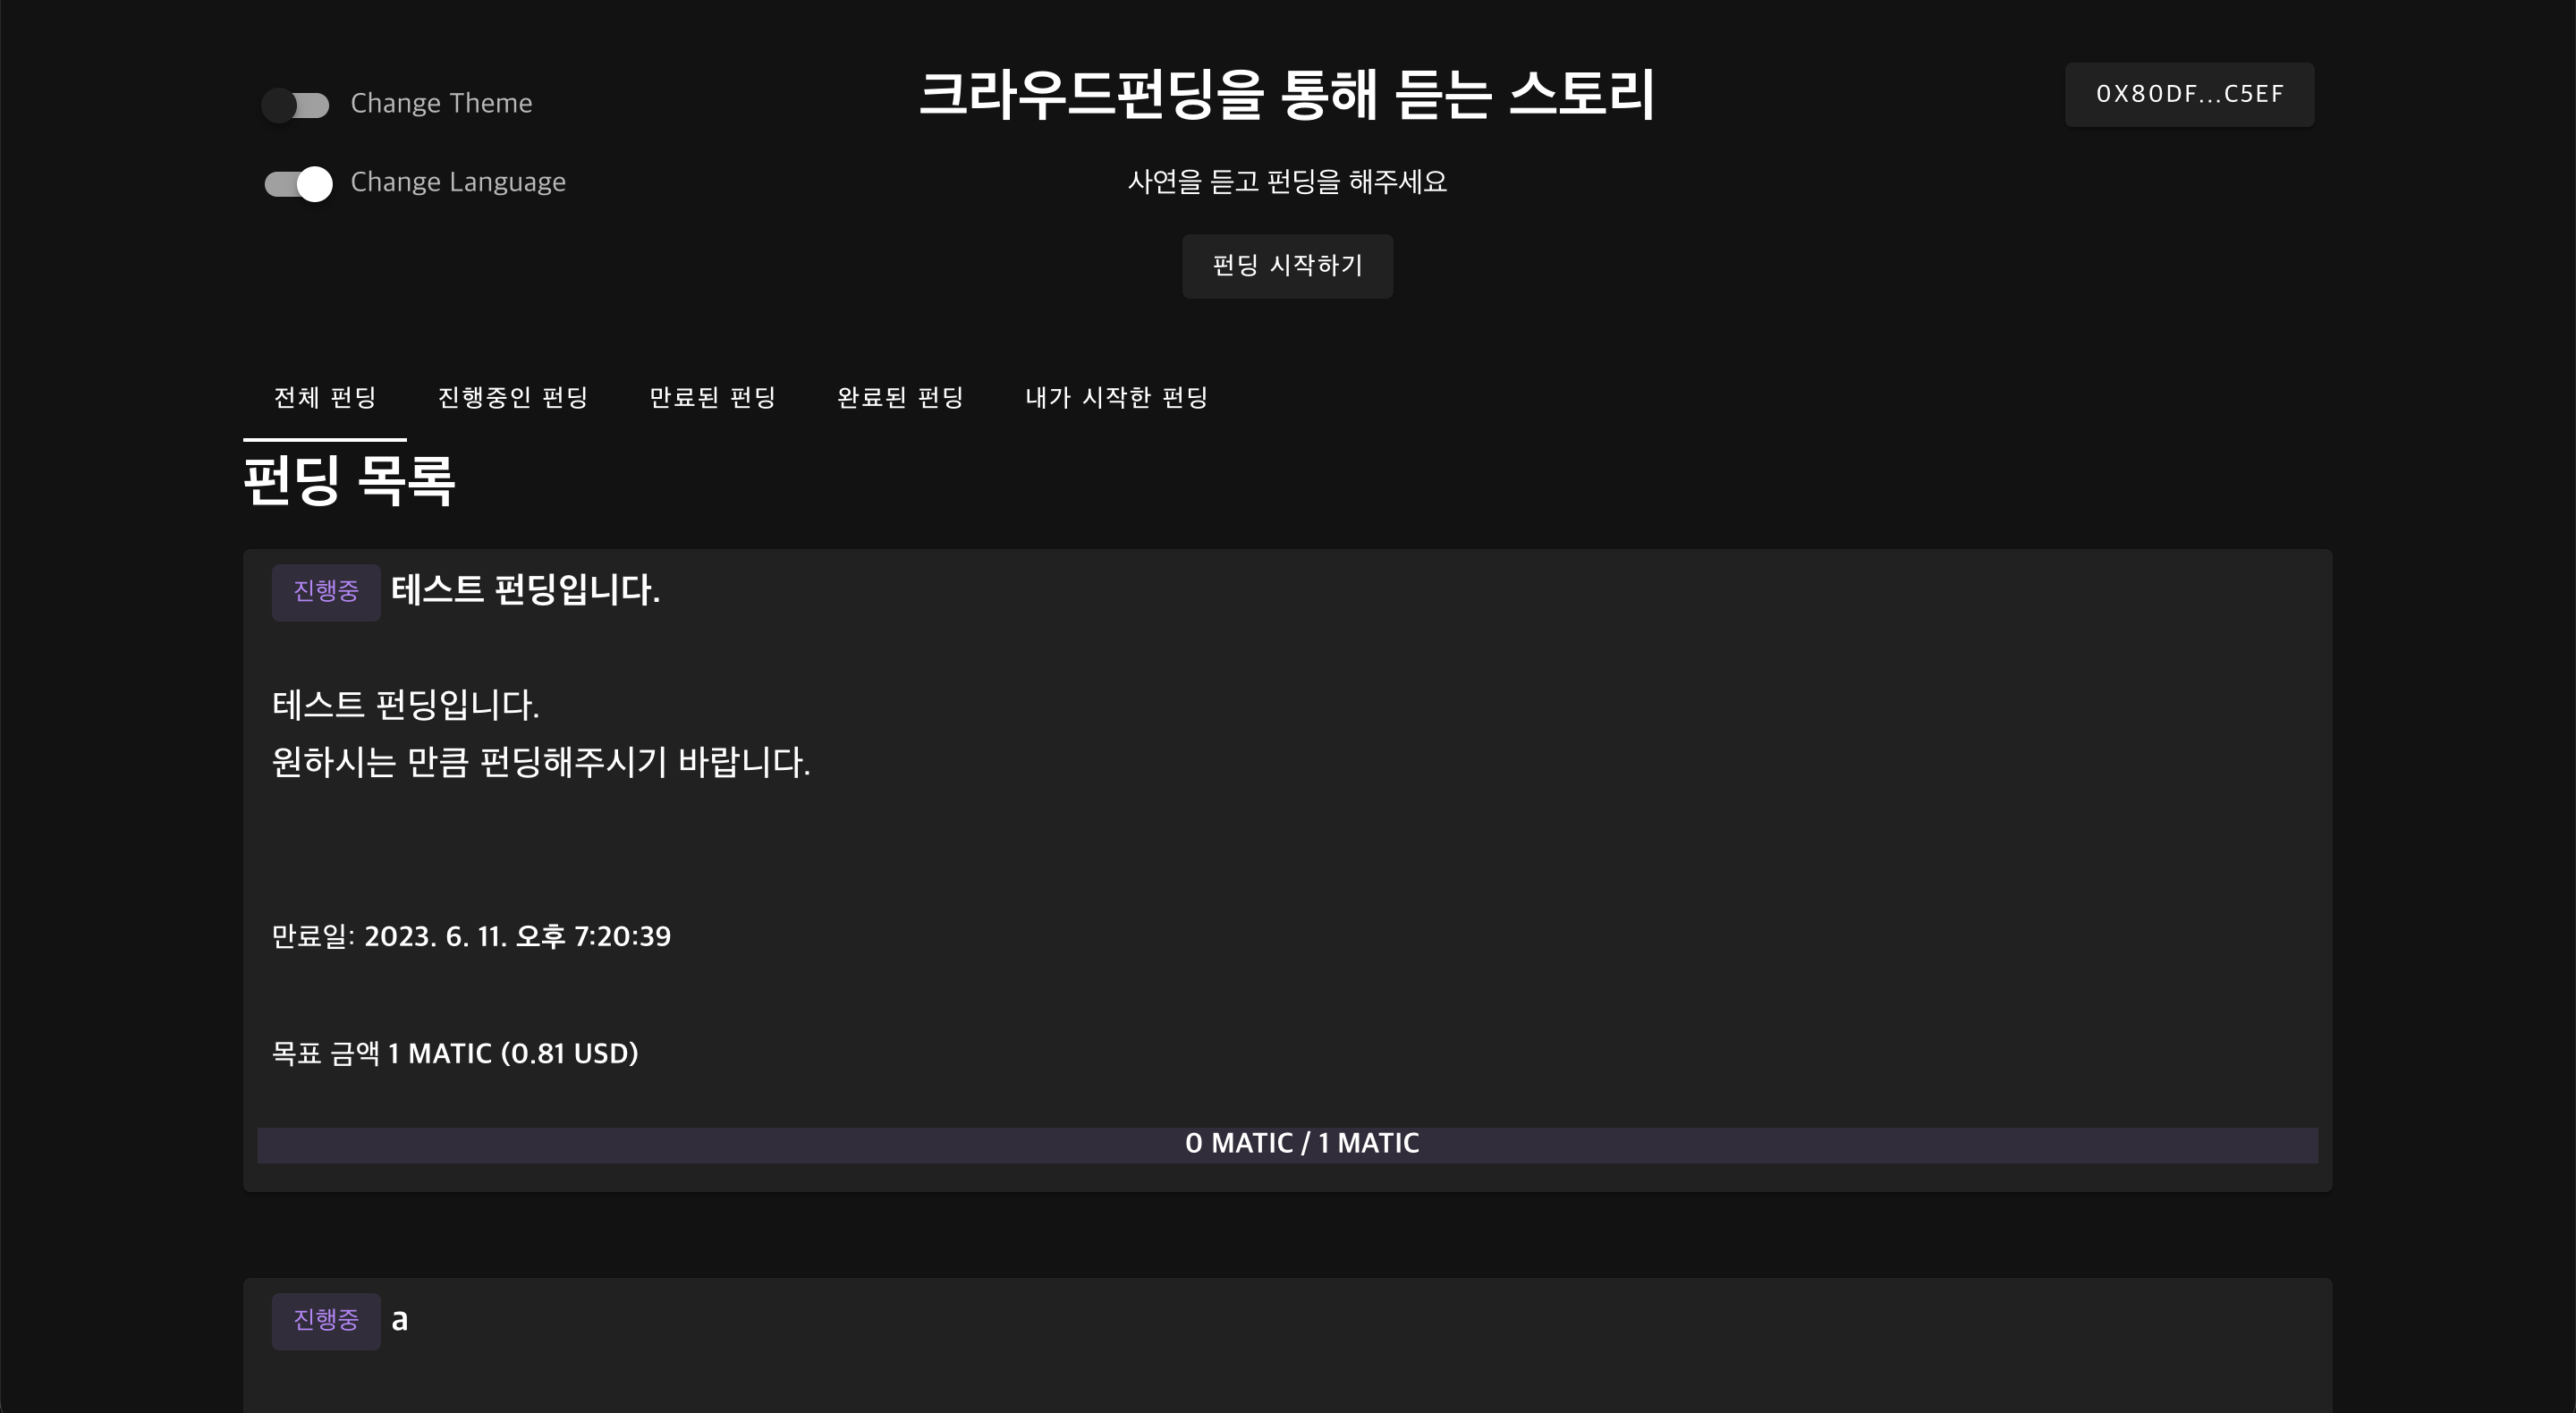 Change Theme
크라우드펀딩을 통해 듣는 스토리
0X80DF...C5EF
Change Language
사연을 듣고 펀딩을 해주세요
펀딩 시작하기
전체 펀딩 진행중인 펀딩 만료된 펀딩 완료된 펀딩 내가 시작한 펀딩
펀딩 목록
진행중 테스트 펀딩입니다.
테스트 펀딩입니다.
원하시는 만큼 펀딩해주시기 바랍니다.
만료일: 2023. 6. 11. 오후 7:20:39
목표 금액 1 MATIC (0.81 USD)
0 MATIC / 1 MATIC
진행중 a